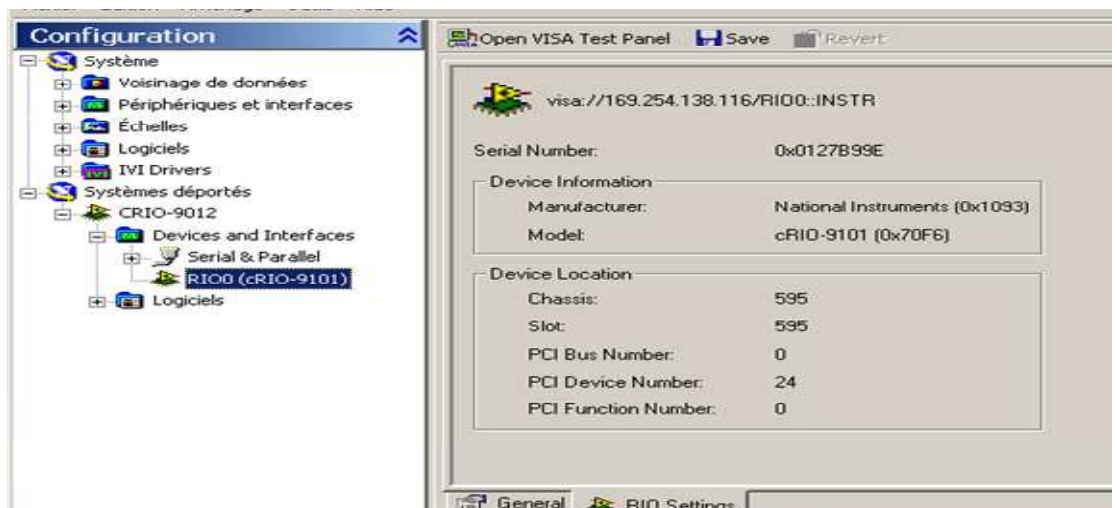 Configuration
Système
Voisinage de données
Périphériques et interfaces
Échelles
Logiciels
IVI Drivers
Systèmes déportés
CRIO-9012
Devices and Interfaces
Serial & Parallel
RIO0 (cRIO-9101)
Logiciels
Open VISA Test Panel Save Revert
visa://169.254.138.116/RIO0::INSTR
Serial Number: 0x0127B99E
Device Information
Manufacturer: National Instruments (0x1093)
Model: cRIO-9101 (0x70F6)
Device Location
Chassis: 595
Slot: 595
PCI Bus Number: 0
PCI Device Number: 24
PCI Function Number: 0
General RIO Settings